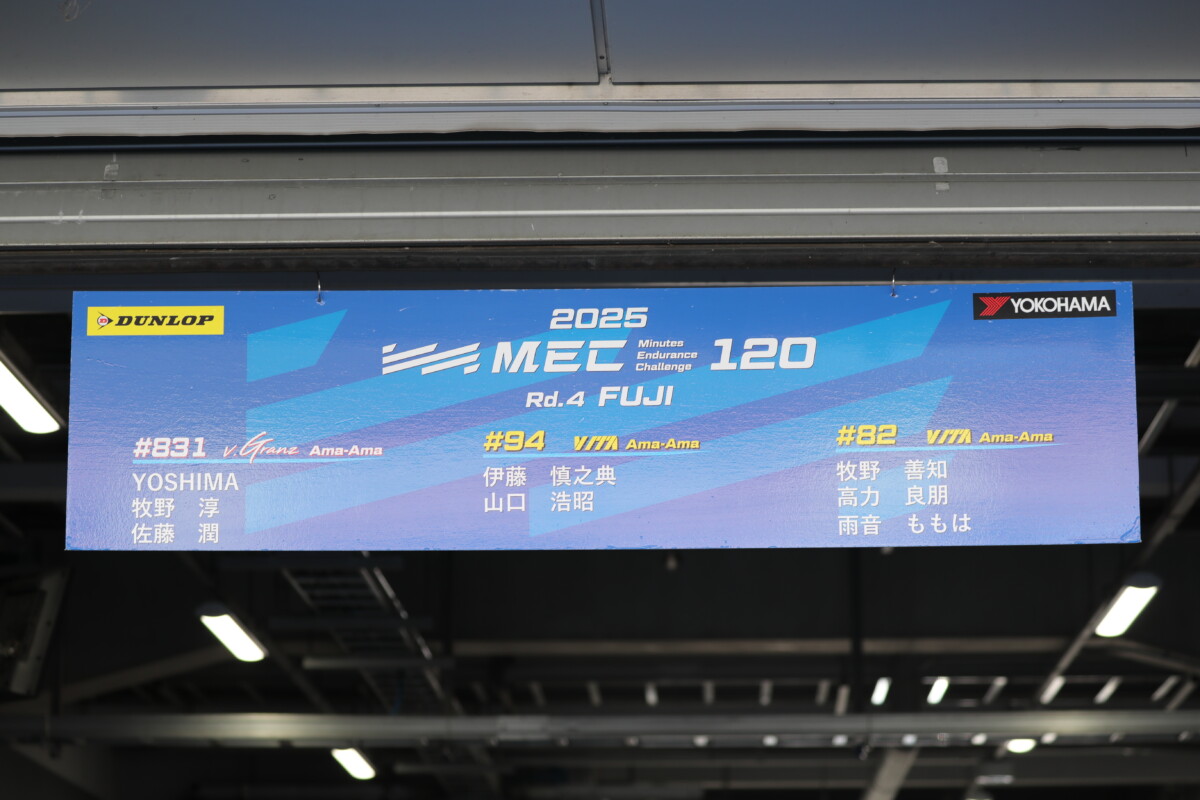 DUNLOP
YOKOHAMA
2025
MEC Minutes Endurance Challenge 120
Rd.4 FUJI
#831 v.Granz Ama-Ama
YOSHIMA
牧野 淳
佐藤 潤
#94 VITA Ama-Ama
伊藤 慎之典
山口 浩昭
#82 VITA Ama-Ama
牧野 善知
高力 良朋
雨音 ももは